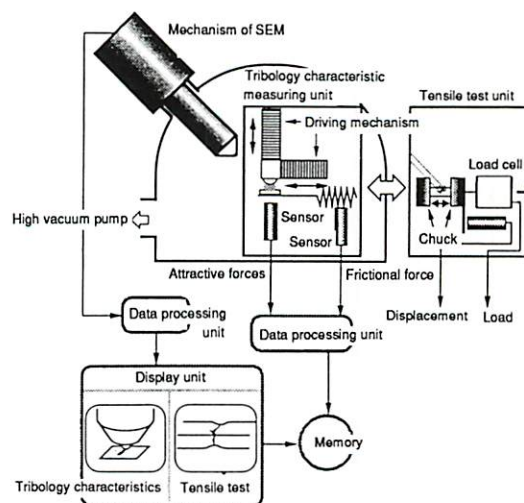 Mechanism of SEM
Tribology characteristic
measuring unit
Tensile test unit
Driving mechanism
Load cell
High vacuum pump
Sensor
Sensor
Chuck
Attractive forces
Frictional force
Displacement
Load
Data processing
unit
Data processing unit
Display unit
Memory
Tribology characteristics
Tensile test